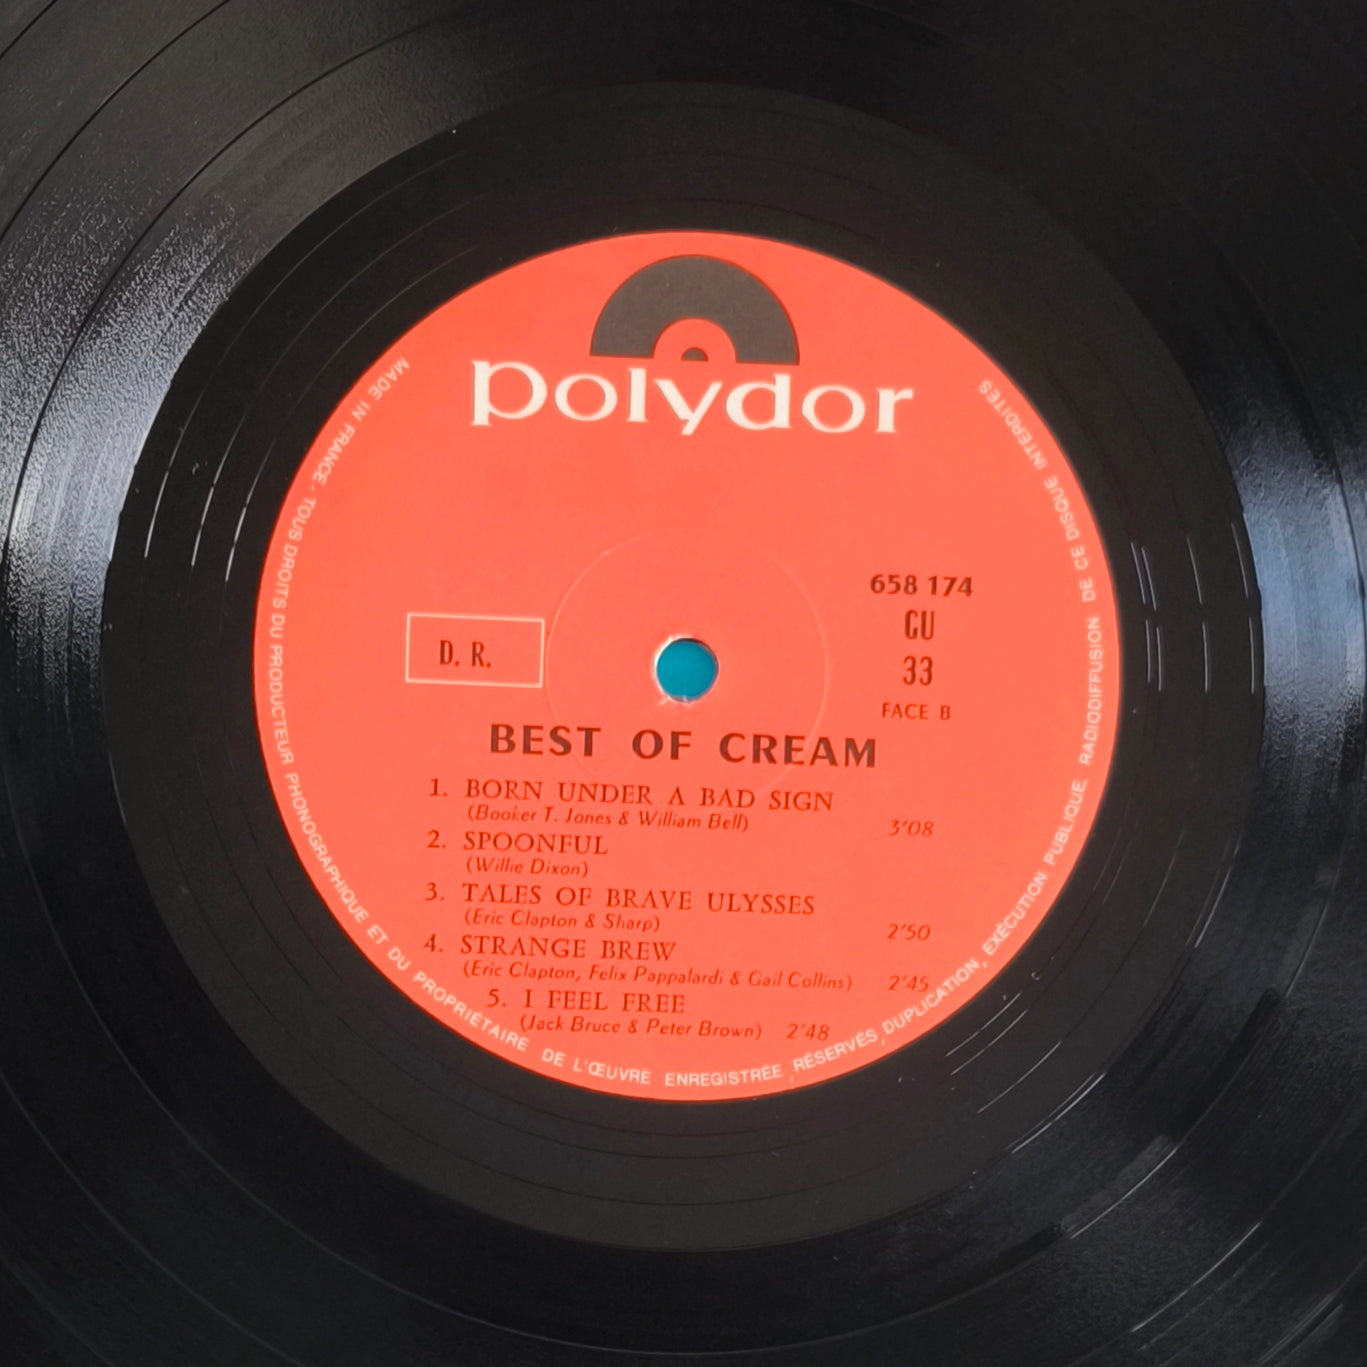 polydor
658 174
GU
33
FACE B
D. R.
BEST OF CREAM
1. BORN UNDER A BAD SIGN
(Booker T. Jones & William Bell) 3'08
2. SPOONFUL
(Willie Dixon)
3. TALES OF BRAVE ULYSSES
(Eric Clapton & Sharp) 2'50
4. STRANGE BREW
(Eric Clapton, Felix Pappalardi & Gail Collins) 2'45
5. I FEEL FREE
(Jack Bruce & Peter Brown) 2'48
MADE IN FRANCE. TOUS DROITS DU PRODUCTEUR PHONOGRAPHIQUE ET DU PROPRIÉTAIRE DE L'ŒUVRE ENREGISTRÉE RÉSERVÉS, DUPLICATION, EXÉCUTION PUBLIQUE, RADIODIFFUSION DE CE DISQUE INTERDITES